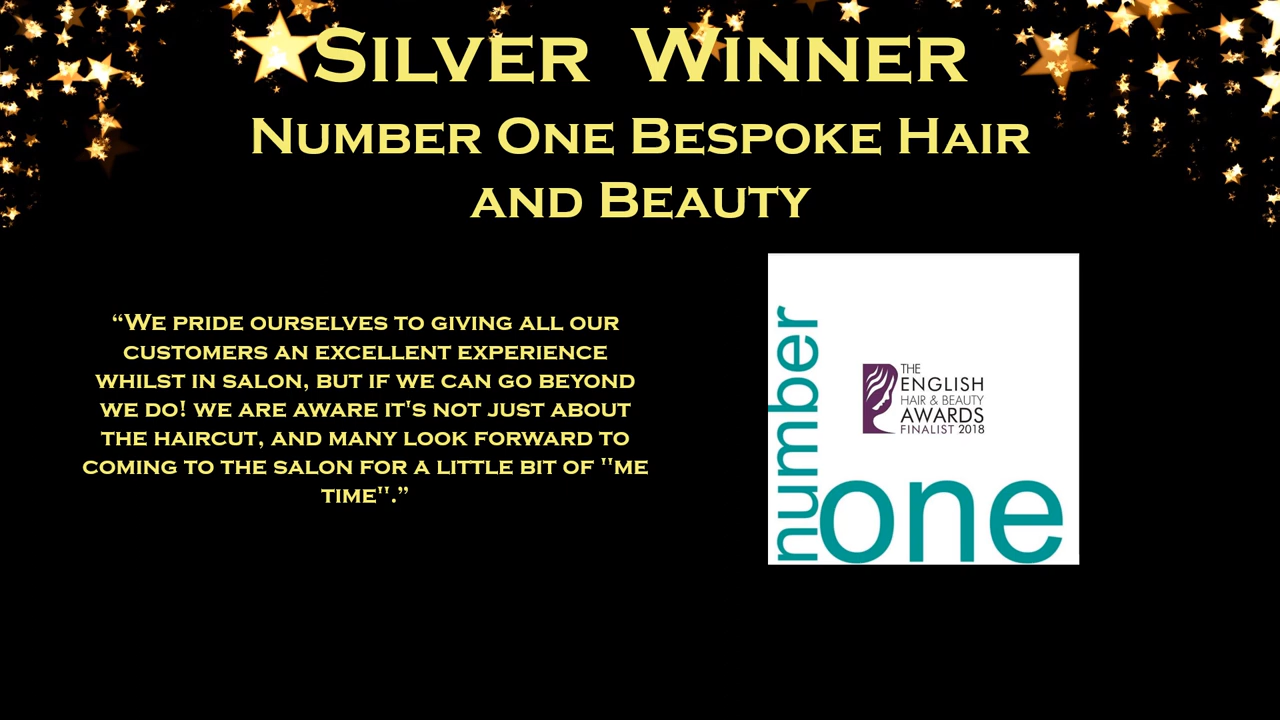 Silver Winner
Number One Bespoke Hair
and Beauty
“We pride ourselves to giving all our
customers an excellent experience
whilst in salon, but if we can go beyond
we do! we are aware it's not just about
the haircut, and many look forward to
coming to the salon for a little bit of "me
time".”
number
one
THE
ENGLISH
HAIR & BEAUTY
AWARDS
FINALIST 2018